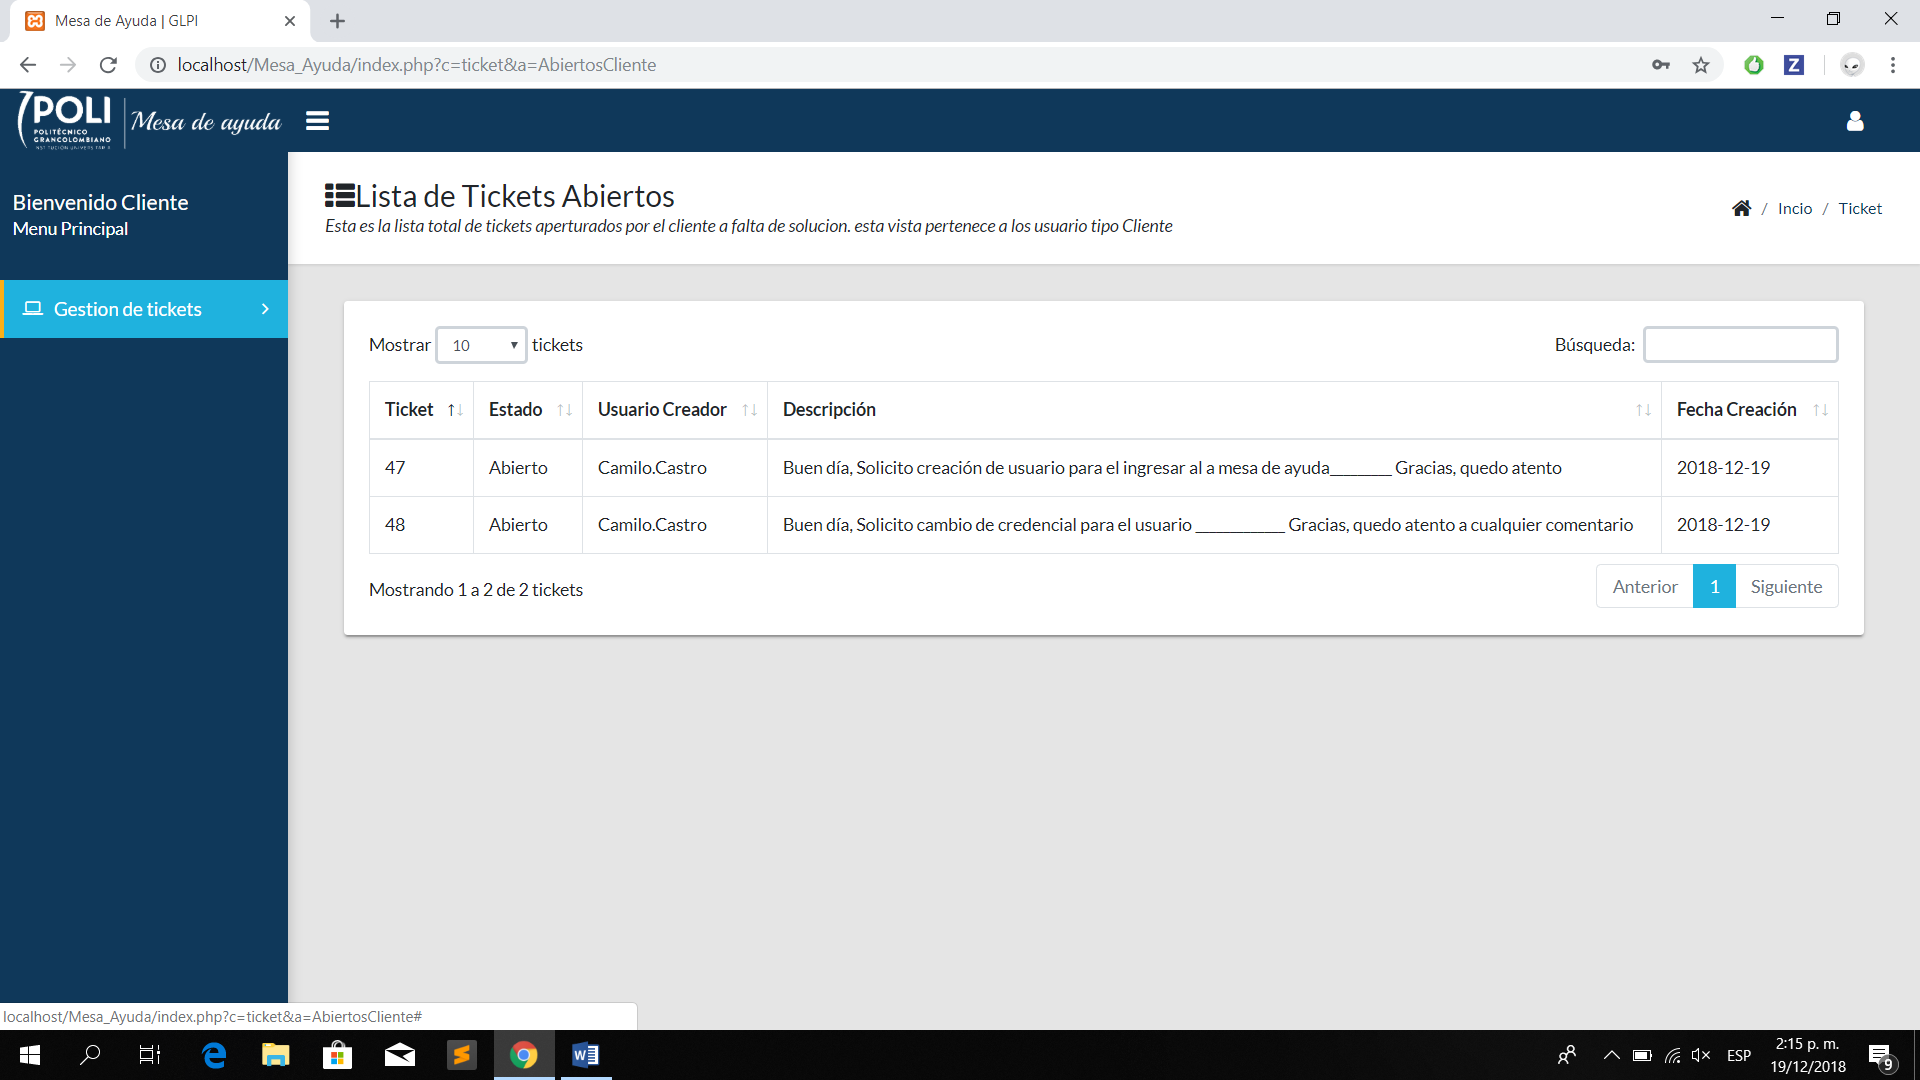 Mesa de Ayuda | GLPI
localhost/Mesa_Ayuda/index.php?c=ticket&a=AbiertosCliente
POLI
POLITÉCNICO
GRANCOLOMBIANO
Mesa de ayuda
Bienvenido Cliente
Menu Principal
Gestion de tickets
Lista de Tickets Abiertos
Esta es la lista total de tickets aperturados por el cliente a falta de solucion. esta vista pertenece a los usuario tipo Cliente
/ Incio / Ticket
Mostrar 10 tickets
Búsqueda:
Ticket Estado Usuario Creador Descripción Fecha Creación
47 Abierto Camilo.Castro Buen día, Solicito creación de usuario para el ingresar al a mesa de ayuda_________ Gracias, quedo atento 2018-12-19
48 Abierto Camilo.Castro Buen día, Solicito cambio de credencial para el usuario _____________ Gracias, quedo atento a cualquier comentario 2018-12-19
Mostrando 1 a 2 de 2 tickets
Anterior 1 Siguiente
localhost/Mesa_Ayuda/index.php?c=ticket&a=AbiertosCliente#
ESP
2:15 p. m.
19/12/2018
9